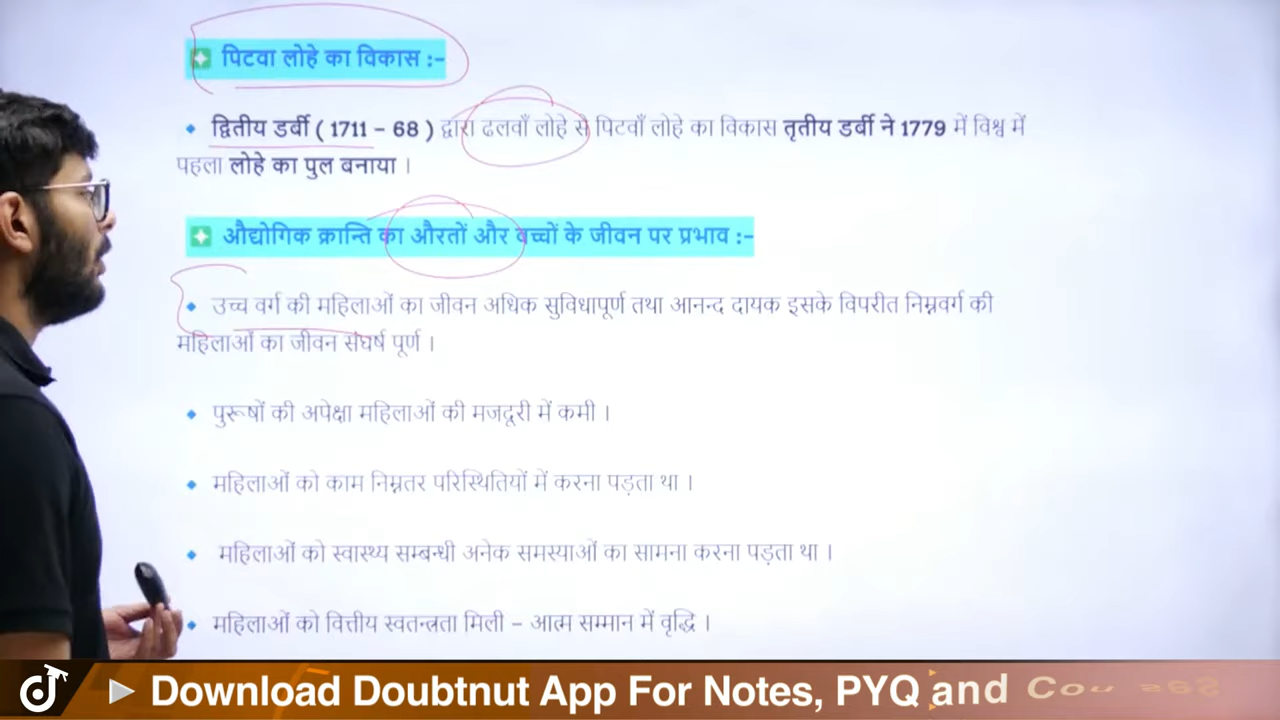 पिटवा लोहे का विकास :-
द्वितीय डर्बी ( 1711 – 68 ) द्वारा ढलवाँ लोहे से पिटवाँ लोहे का विकास तृतीय डर्बी ने 1779 में विश्व में
पहला लोहे का पुल बनाया ।
औद्योगिक क्रान्ति का औरतों और बच्चों के जीवन पर प्रभाव :-
उच्च वर्ग की महिलाओं का जीवन अधिक सुविधापूर्ण तथा आनन्द दायक इसके विपरीत निम्नवर्ग की
महिलाओं का जीवन संघर्ष पूर्ण ।
पुरूषों की अपेक्षा महिलाओं की मजदूरी में कमी ।
महिलाओं को काम निम्नतर परिस्थितियों में करना पड़ता था ।
महिलाओं को स्वास्थ्य सम्बन्धी अनेक समस्याओं का सामना करना पड़ता था ।
महिलाओं को वित्तीय स्वतन्त्रता मिली – आत्म सम्मान में वृद्धि ।
Download Doubtnut App For Notes, PYQ and